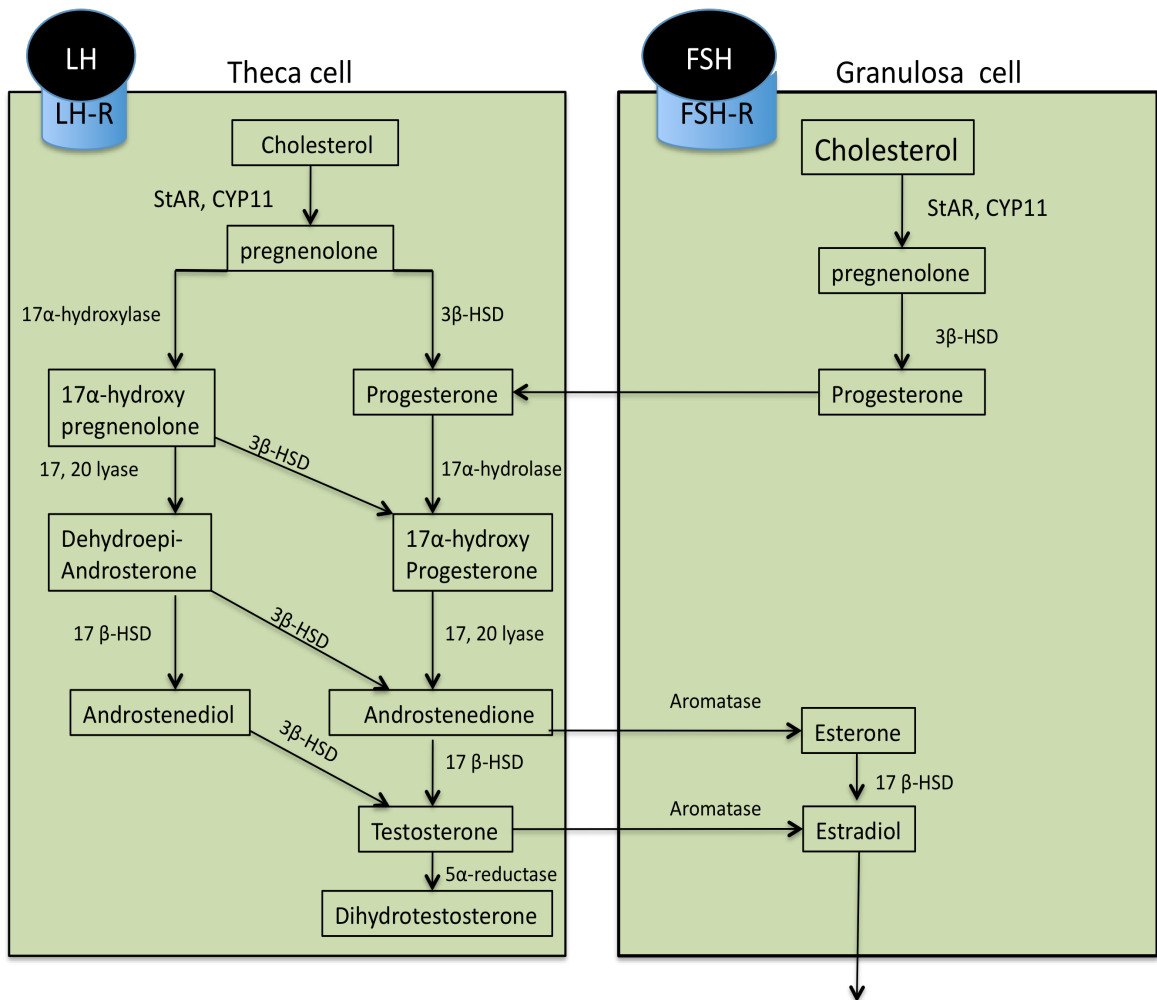 LH
LH-R
Theca cell
Cholesterol
StAR, CYP11
pregnenolone
17α-hydroxylase
3β-HSD
17α-hydroxy
pregnenolone
Progesterone
3β-HSD
17, 20 lyase
17α-hydrolase
Dehydroepi-
Androsterone
17α-hydroxy
Progesterone
17 β-HSD
3β-HSD
17, 20 lyase
Androstenediol
Androstenedione
3β-HSD
17 β-HSD
Testosterone
5α-reductase
Dihydrotestosterone
FSH
FSH-R
Granulosa cell
Cholesterol
StAR, CYP11
pregnenolone
3β-HSD
Progesterone
Aromatase
Esterone
17 β-HSD
Aromatase
Estradiol